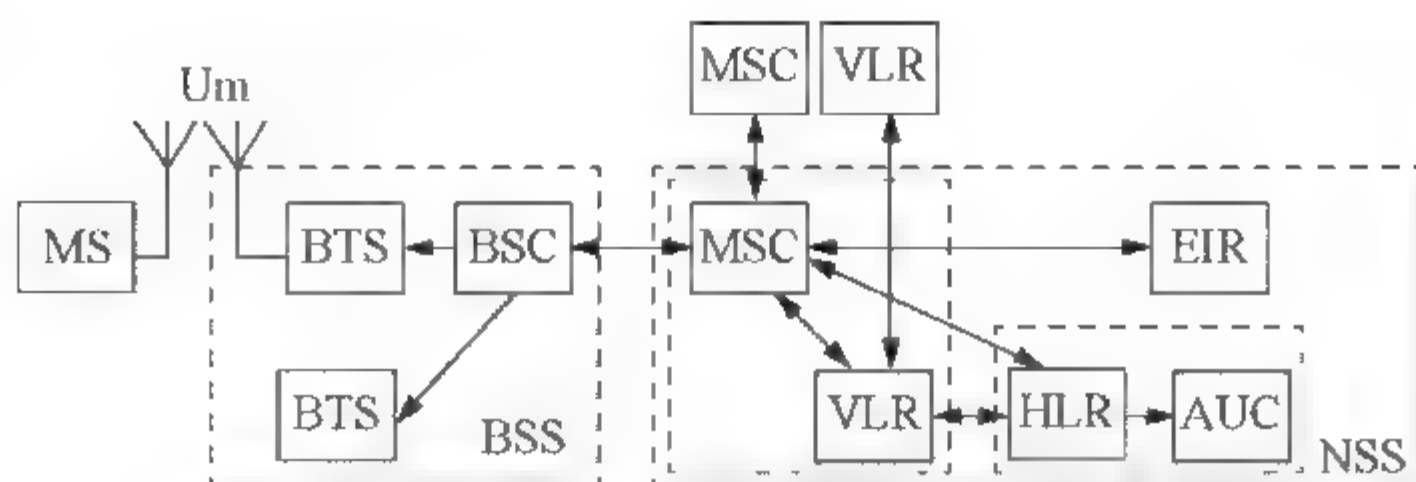 MSC VLR
Um
MS BTS BSC MSC EIR
BTS BSS VLR HLR AUC NSS